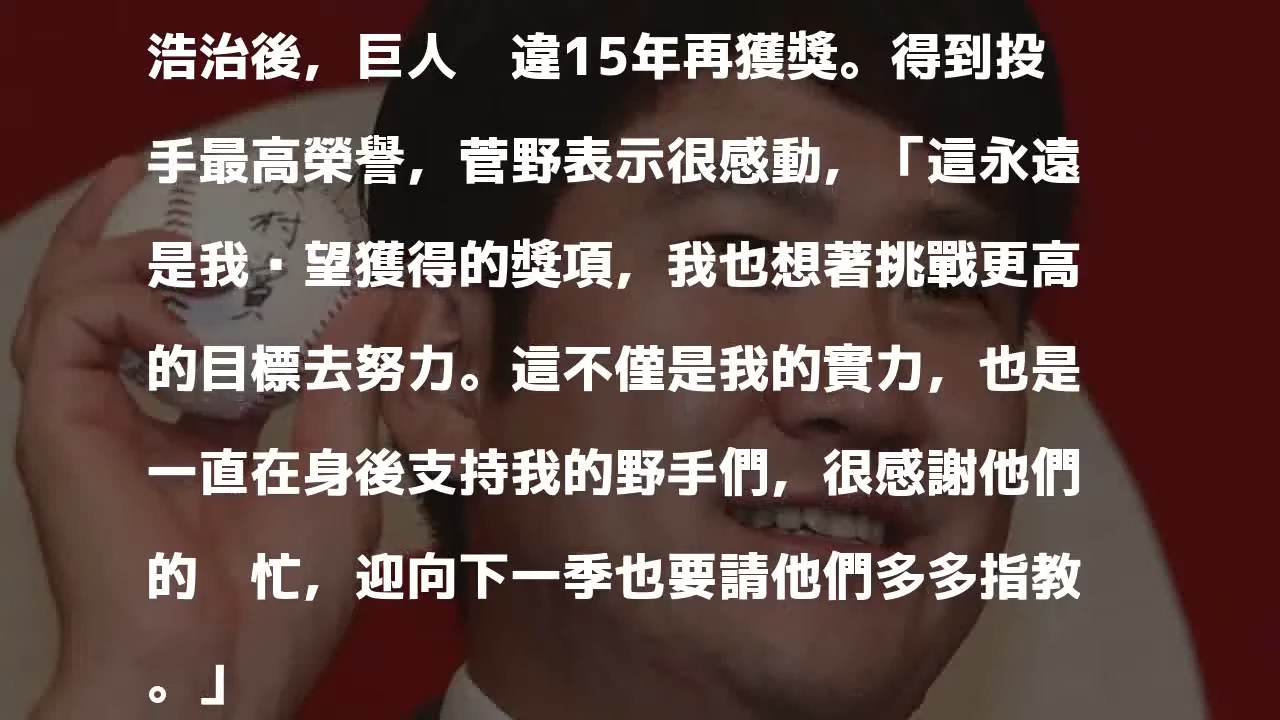 浩治後，巨人　違15年再獲獎。得到投
手最高榮譽，菅野表示很感動，「這永遠
是我·望獲得的獎項，我也想著挑戰更高
的目標去努力。這不僅是我的實力，也是
一直在身後支持我的野手們，很感謝他們
的　忙，迎向下一季也要請他們多多指教
。」
村
員